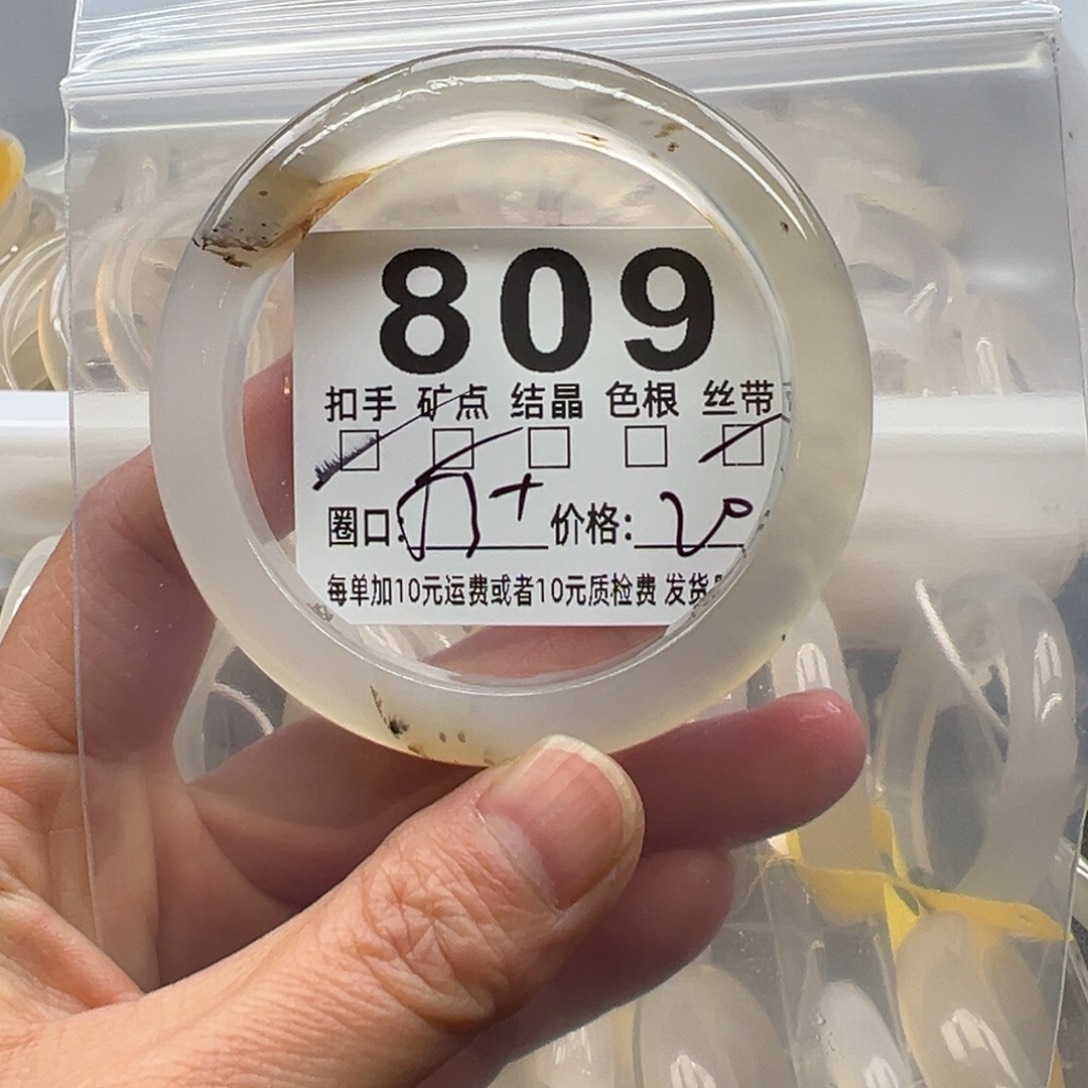 809
扣手 矿点 结晶 色根 丝带
圈口: 价格: 20
每单加10元运费或者10元质检费 发货